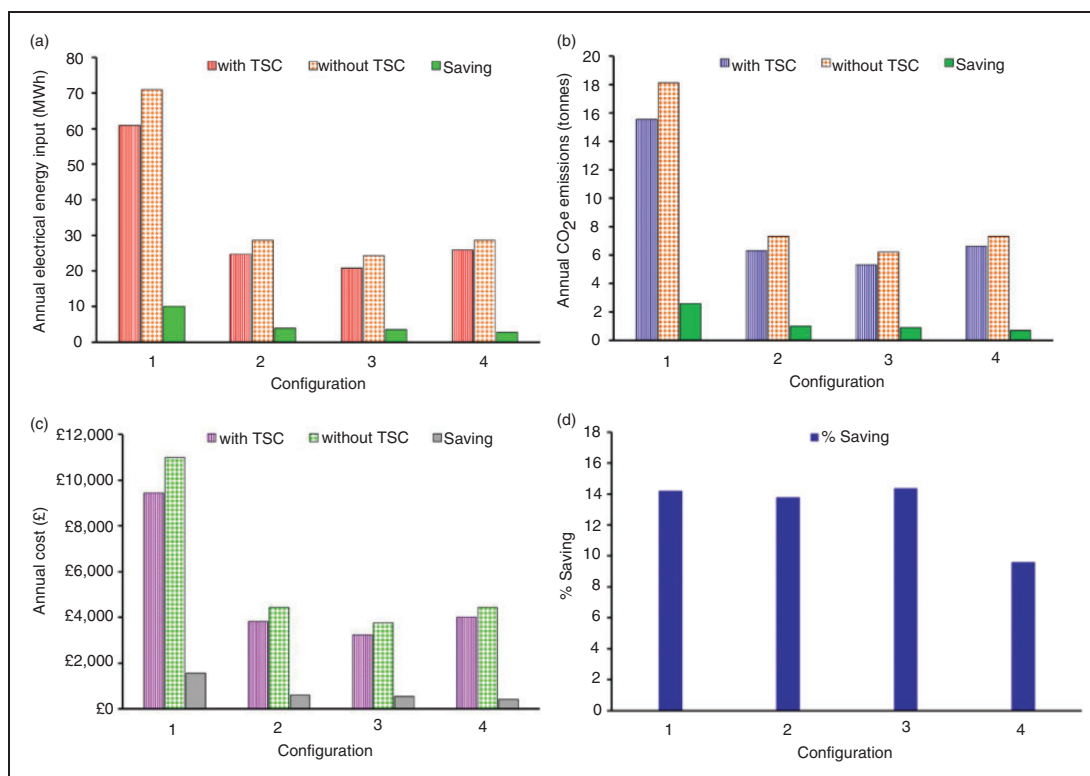 (a)
with TSC without TSC Saving
Annual electrical energy input (MWh)
80
70
60
50
40
30
20
10
0
1 2 3 4
Configuration
(b)
with TSC without TSC Saving
Annual CO2e emissions (tonnes)
20
18
16
14
12
10
8
6
4
2
0
1 2 3 4
Configuration
(c)
with TSC without TSC Saving
Annual cost (£)
£12,000
£10,000
£8,000
£6,000
£4,000
£2,000
£0
1 2 3 4
Configuration
(d)
% Saving
% Saving
18
16
14
12
10
8
6
4
2
0
1 2 3 4
Configuration